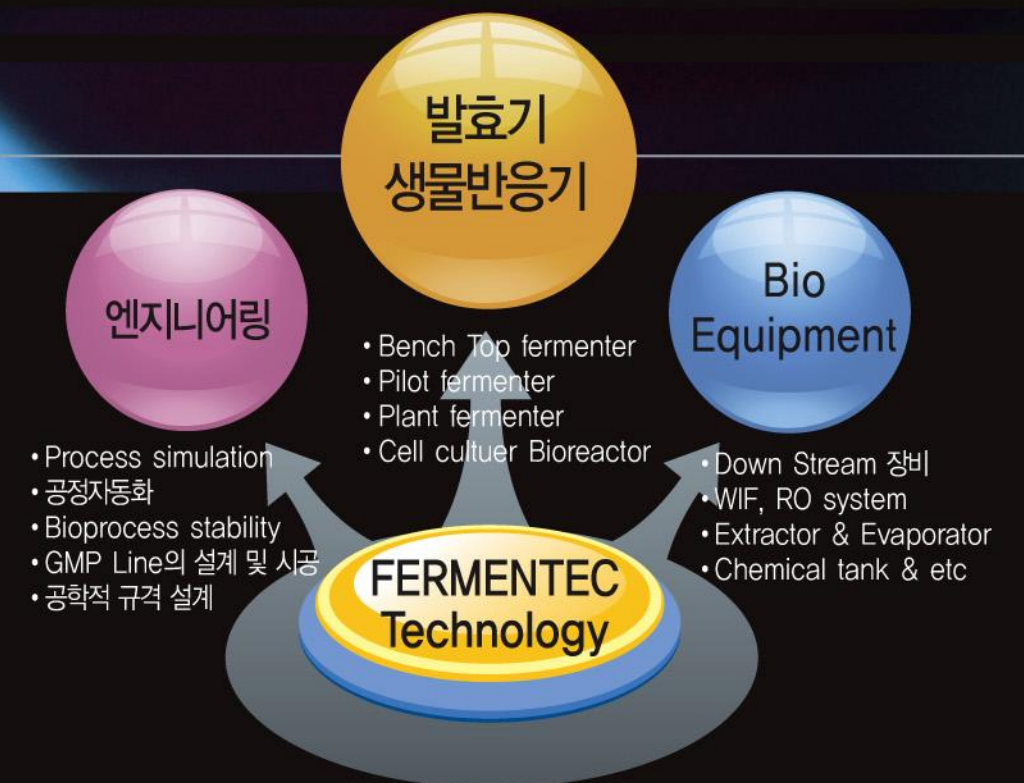 발효기
생물반응기
엔지니어링
Bio
Equipment
• Bench Top fermenter
• Pilot fermenter
• Plant fermenter
• Cell cultuer Bioreactor
• Process simulation
• 공정자동화
• Bioprocess stability
• GMP Line의 설계 및 시공
• 공학적 규격 설계
• Down Stream 장비
• WIF, RO system
• Extractor & Evaporator
• Chemical tank & etc
FERMENTEC
Technology